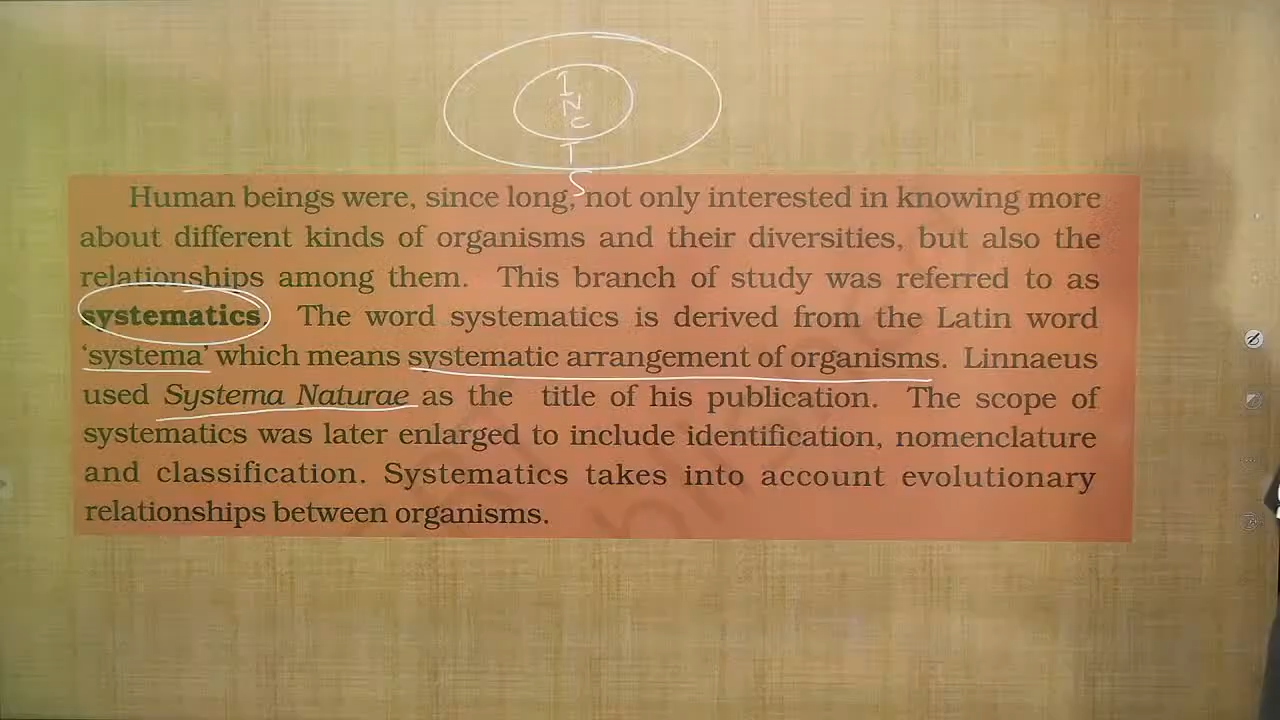 I
N
C
T
S
Human beings were, since long, not only interested in knowing more
about different kinds of organisms and their diversities, but also the
relationships among them. This branch of study was referred to as
systematics. The word systematics is derived from the Latin word
‘systema’ which means systematic arrangement of organisms. Linnaeus
used Systema Naturae as the title of his publication. The scope of
systematics was later enlarged to include identification, nomenclature
and classification. Systematics takes into account evolutionary
relationships between organisms.